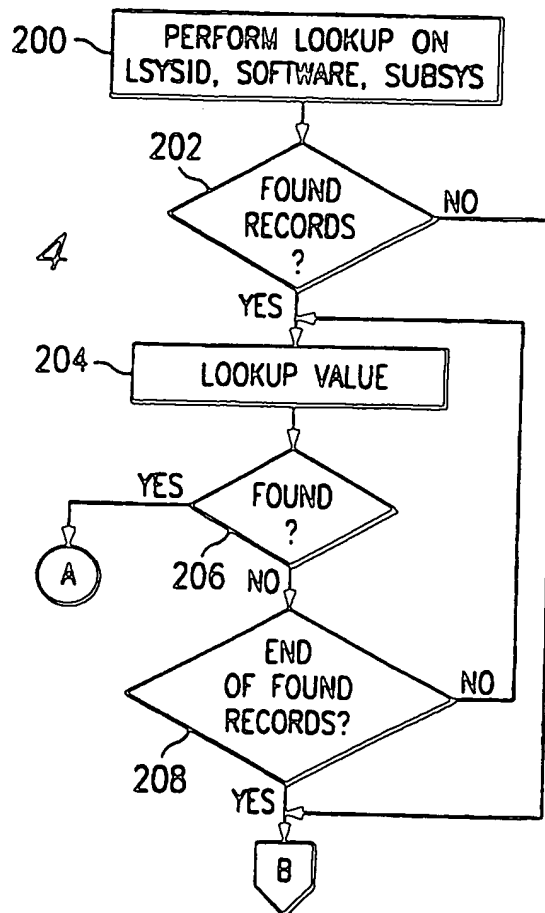 200
PERFORM LOOKUP ON
LSYSID, SOFTWARE, SUBSYS
202
FOUND
RECORDS
?
NO
4
YES
204
LOOKUP VALUE
YES
FOUND
?
206
A
NO
END
OF FOUND
RECORDS?
NO
208
YES
B